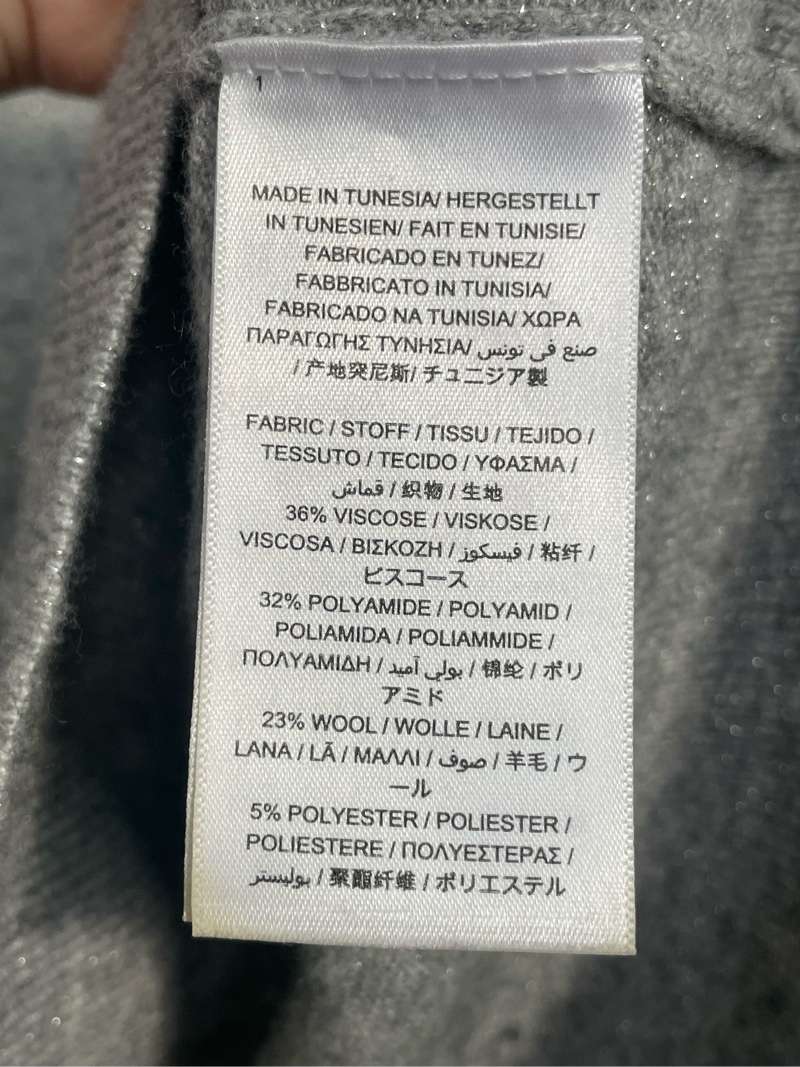 1
MADE IN TUNESIA/ HERGESTELLT
IN TUNESIEN/ FAIT EN TUNISIE/
FABRICADO EN TUNEZ/
FABBRICATO IN TUNISIA/
FABRICADO NA TUNISIA/ ΧΩΡΑ
ΠΑΡΑΓΩΓΗΣ ΤΥΝΗΣΙΑ/ صنع في تونس
/ 产地突尼斯/ チュニジア製
FABRIC / STOFF / TISSU / TEJIDO /
TESSUTO / TECIDO / ΥΦΑΣΜΑ /
قماش / 织物 / 生地
36% VISCOSE / VISKOSE /
VISCOSA / ΒΙΣΚΟΖΗ / فيسكوز / 粘纤 /
ビスコース
32% POLYAMIDE / POLYAMID /
POLIAMIDA / POLIAMMIDE /
ΠΟΛΥΑΜΙΔΗ / بولي آميد / 锦纶 / ポリ
アミド
23% WOOL / WOLLE / LAINE /
LANA / LÃ / ΜΑΛΛΙ / صوف / 羊毛 / ウ
ール
5% POLYESTER / POLIESTER /
POLIESTERE / ΠΟΛΥΕΣΤΕΡΑΣ /
بوليستر / 聚酯纤维 / ポリエステル